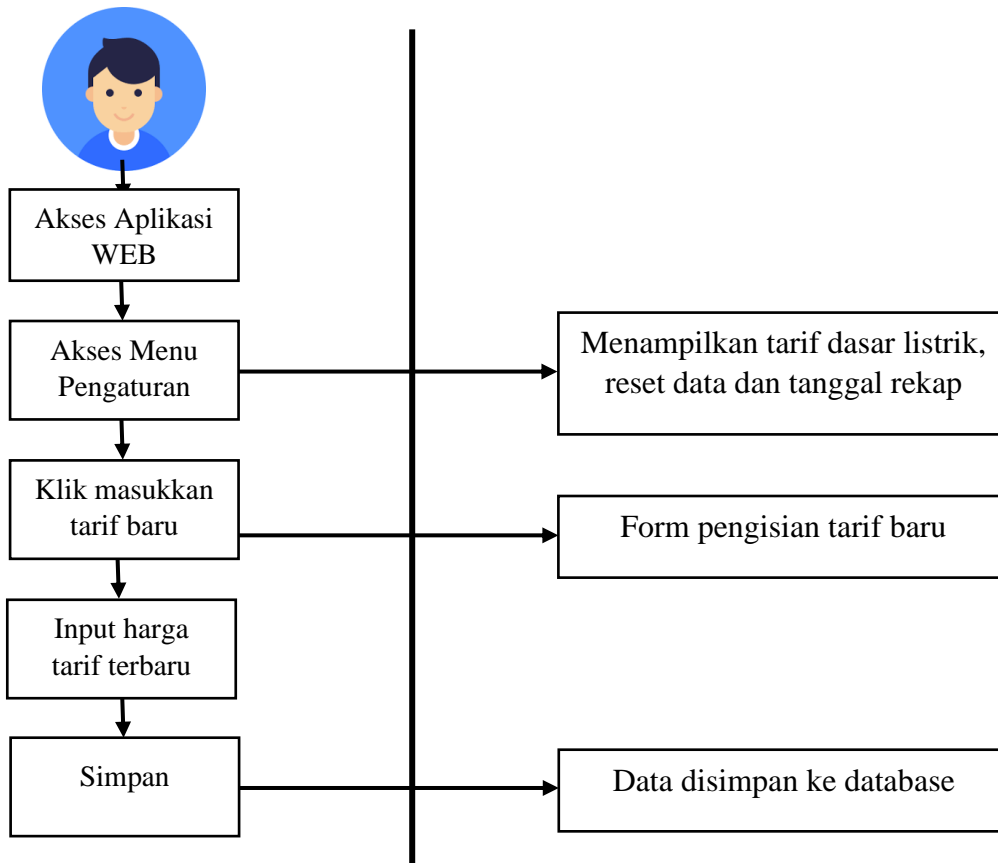 Akses Aplikasi
WEB
Akses Menu
Pengaturan
Menampilkan tarif dasar listrik,
reset data dan tanggal rekap
Klik masukkan
tarif baru
Form pengisian tarif baru
Input harga
tarif terbaru
Simpan
Data disimpan ke database